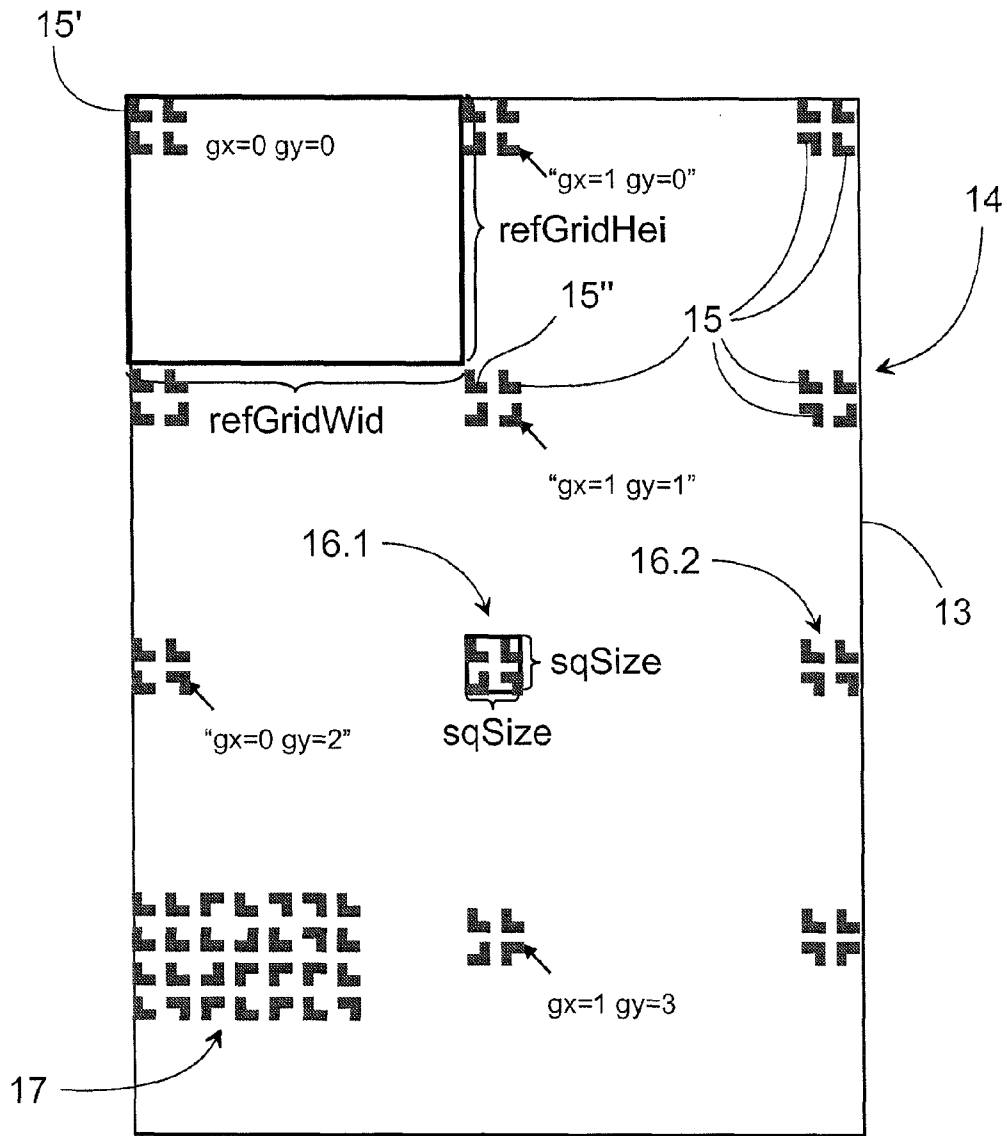 15'
gx=0 gy=0
“gx=1 gy=0”
refGridHei
14
15"
15
refGridWid
“gx=1 gy=1”
16.1
16.2
13
sqSize
sqSize
“gx=0 gy=2”
gx=1 gy=3
17